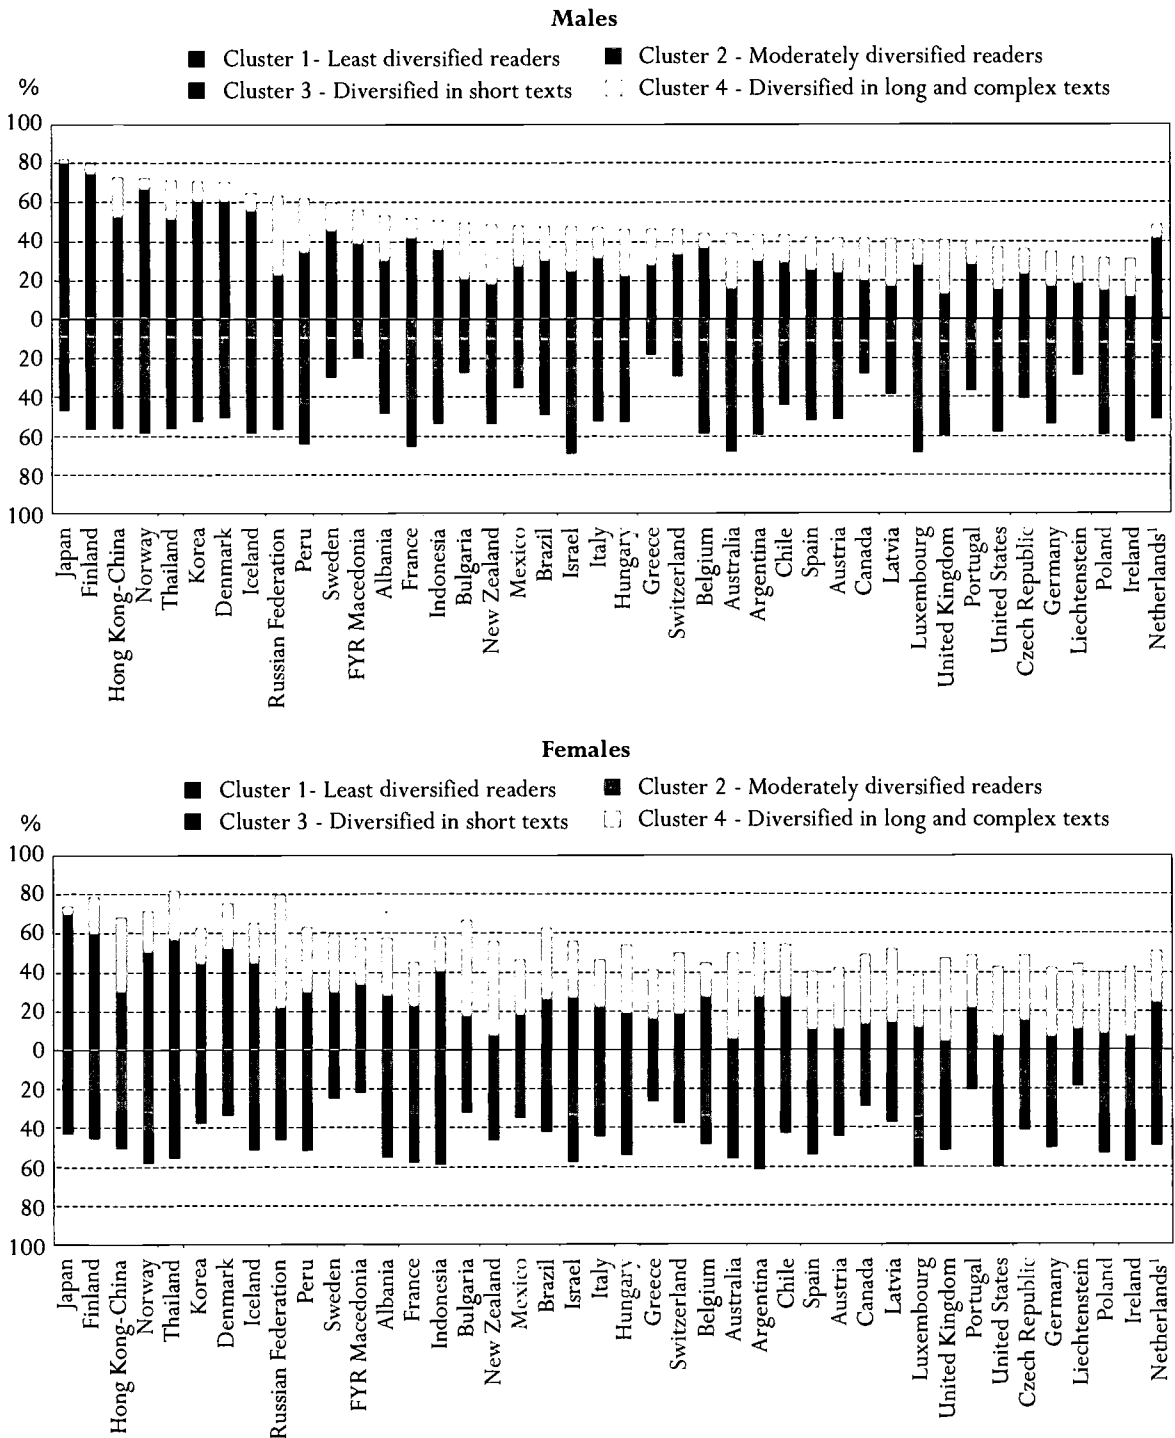 Males
Cluster 1- Least diversified readers
Cluster 2 - Moderately diversified readers
Cluster 3 - Diversified in short texts
Cluster 4 - Diversified in long and complex texts
%
100
80
60
40
20
0
20
40
60
80
100
Japan
Finland
Hong Kong-China
Norway
Thailand
Korea
Denmark
Iceland
Russian Federation
Peru
Sweden
FYR Macedonia
Albania
France
Indonesia
Bulgaria
New Zealand
Mexico
Brazil
Israel
Italy
Hungary
Greece
Switzerland
Belgium
Australia
Argentina
Chile
Spain
Austria
Canada
Latvia
Luxembourg
United Kingdom
Portugal
United States
Czech Republic
Germany
Liechtenstein
Poland
Ireland
Netherlands¹
Females
Cluster 1- Least diversified readers
Cluster 2 - Moderately diversified readers
Cluster 3 - Diversified in short texts
Cluster 4 - Diversified in long and complex texts
%
100
80
60
40
20
0
20
40
60
80
100
Japan
Finland
Hong Kong-China
Norway
Thailand
Korea
Denmark
Iceland
Russian Federation
Peru
Sweden
FYR Macedonia
Albania
France
Indonesia
Bulgaria
New Zealand
Mexico
Brazil
Israel
Italy
Hungary
Greece
Switzerland
Belgium
Australia
Argentina
Chile
Spain
Austria
Canada
Latvia
Luxembourg
United Kingdom
Portugal
United States
Czech Republic
Germany
Liechtenstein
Poland
Ireland
Netherlands¹